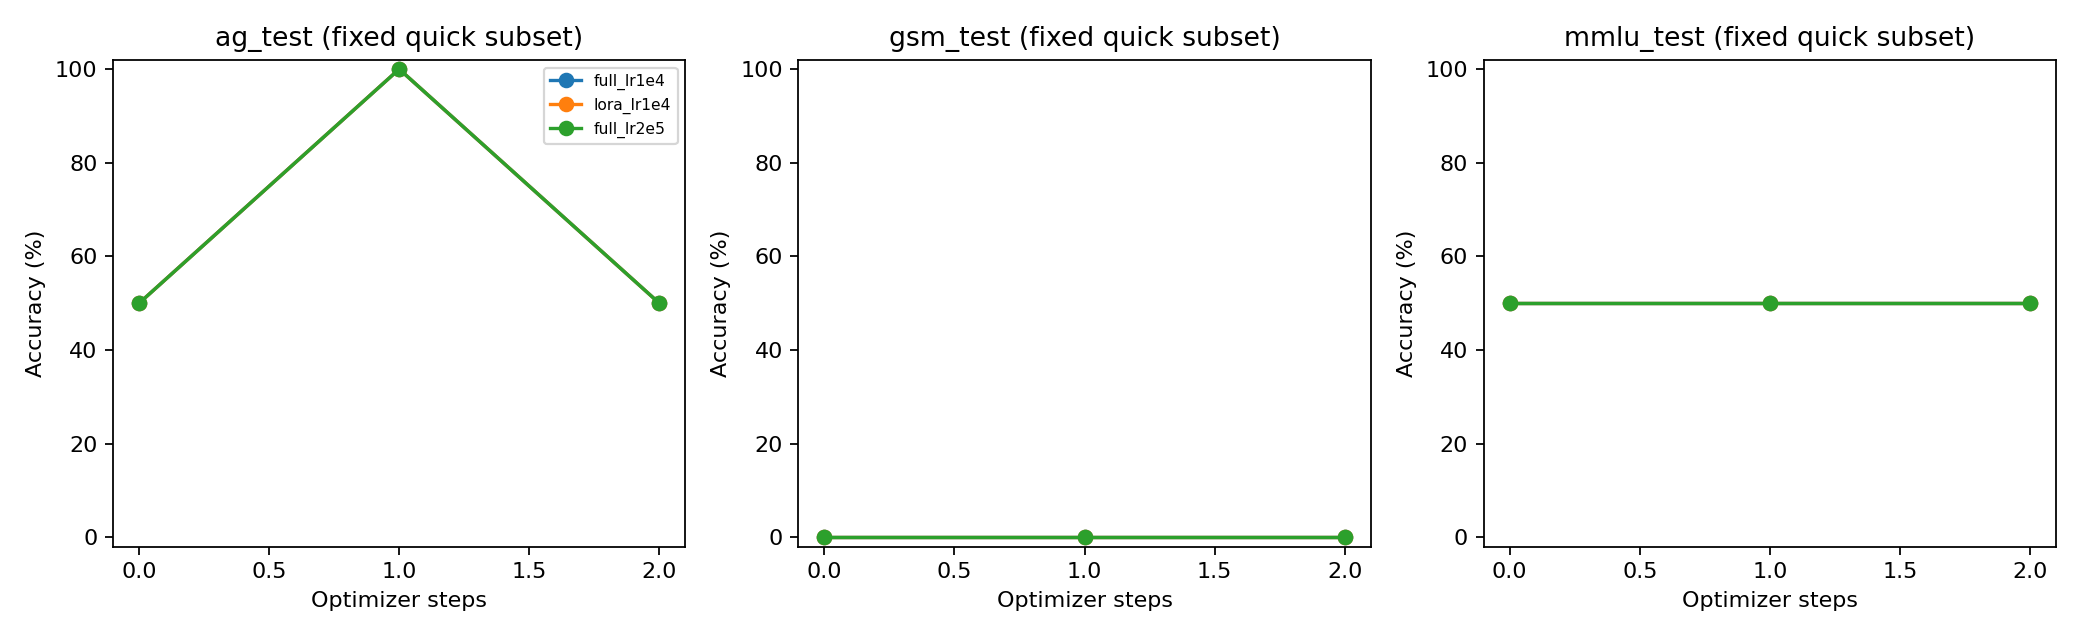 ag_test (fixed quick subset)
100
80
60
40
20
0
Accuracy (%)
0.0 0.5 1.0 1.5 2.0
Optimizer steps
full_lr1e4
lora_lr1e4
full_lr2e5
gsm_test (fixed quick subset)
100
80
60
40
20
0
Accuracy (%)
0.0 0.5 1.0 1.5 2.0
Optimizer steps
mmlu_test (fixed quick subset)
100
80
60
40
20
0
Accuracy (%)
0.0 0.5 1.0 1.5 2.0
Optimizer steps